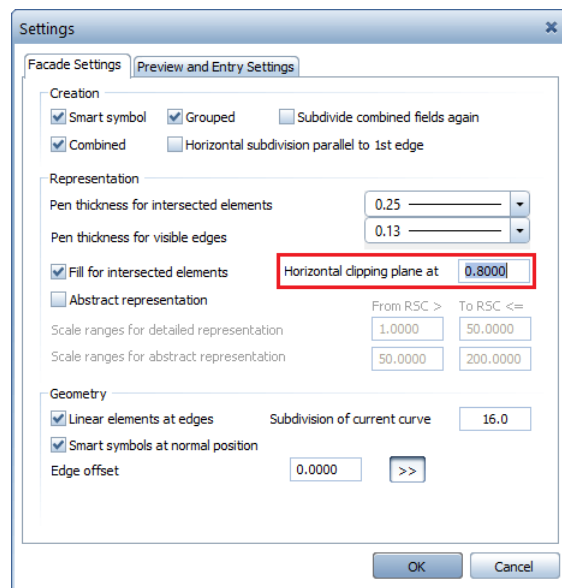 Settings
Facade Settings Preview and Entry Settings
Creation
Smart symbol Grouped Subdivide combined fields again
Combined Horizontal subdivision parallel to 1st edge
Representation
Pen thickness for intersected elements 0.25
Pen thickness for visible edges 0.13
Fill for intersected elements Horizontal clipping plane at 0.8000
Abstract representation From RSC > To RSC <=
Scale ranges for detailed representation 1.0000 50.0000
Scale ranges for abstract representation 50.0000 200.0000
Geometry
Linear elements at edges Subdivision of current curve 16.0
Smart symbols at normal position
Edge offset 0.0000 >>
OK Cancel